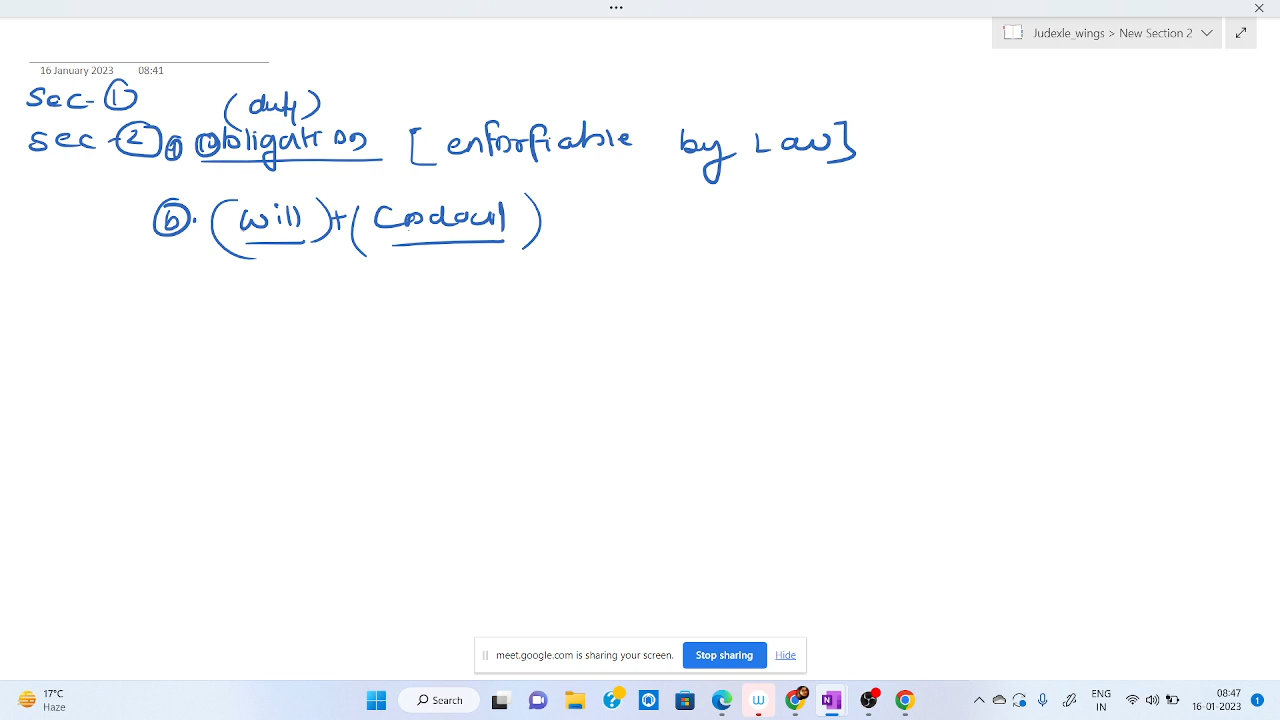 ...
Judexle_wings > New Section 2
16 January 2023 08:41
sec- ①
(duty)
sec - ② obligation [enforfiable by Law]
ⓑ. (will) + (
meet.google.com is sharing your screen. Stop sharing Hide
17°C
Haze
Search
ENG
IN
08:47
16-01-2023
1